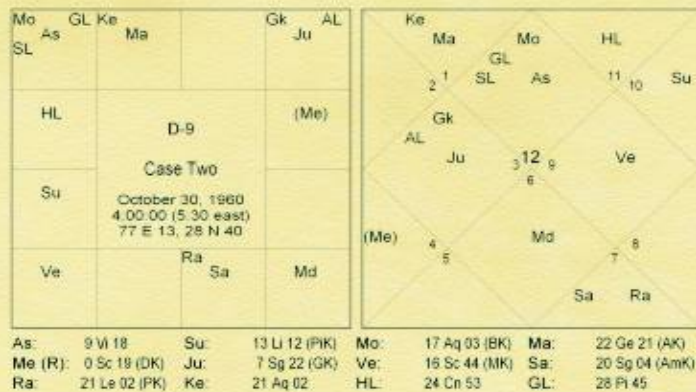 Mo GL Ke Gk AL
As Ma Ju
SL
HL (Me)
D-9
Case Two
Su October 30, 1960
4.00.00 (5.30 east)
77 E 13, 28 N 40
Ra
Ve Sa Md
Ke
Ma Mo HL
GL
2 1 SL As 11 10 Su
Gk
AL
Ju 3 12 9 Ve
6
(Me) 4 Md 8
5 7
Sa Ra
As: 9 Vi 18 Su: 13 Li 12 (PiK) Mo: 17 Aq 03 (BK) Ma: 22 Ge 21 (AK)
Me (R): 0 Sc 19 (DK) Ju: 7 Sg 22 (GK) Ve: 16 Sc 44 (MK) Sa: 20 Sg 04 (AmK)
Ra: 21 Le 02 (PK) Ke: 21 Aq 02 HL: 24 Cn 53 GL: 28 Pi 45